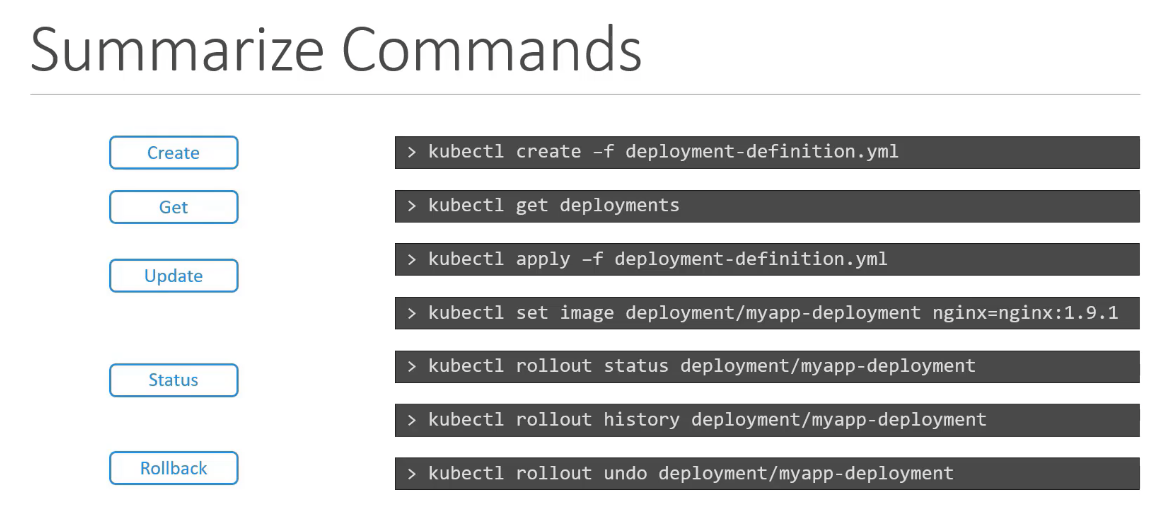 Summarize Commands
Create
> kubectl create –f deployment-definition.yml
Get
> kubectl get deployments
Update
> kubectl apply –f deployment-definition.yml
> kubectl set image deployment/myapp-deployment nginx=nginx:1.9.1
Status
> kubectl rollout status deployment/myapp-deployment
> kubectl rollout history deployment/myapp-deployment
Rollback
> kubectl rollout undo deployment/myapp-deployment